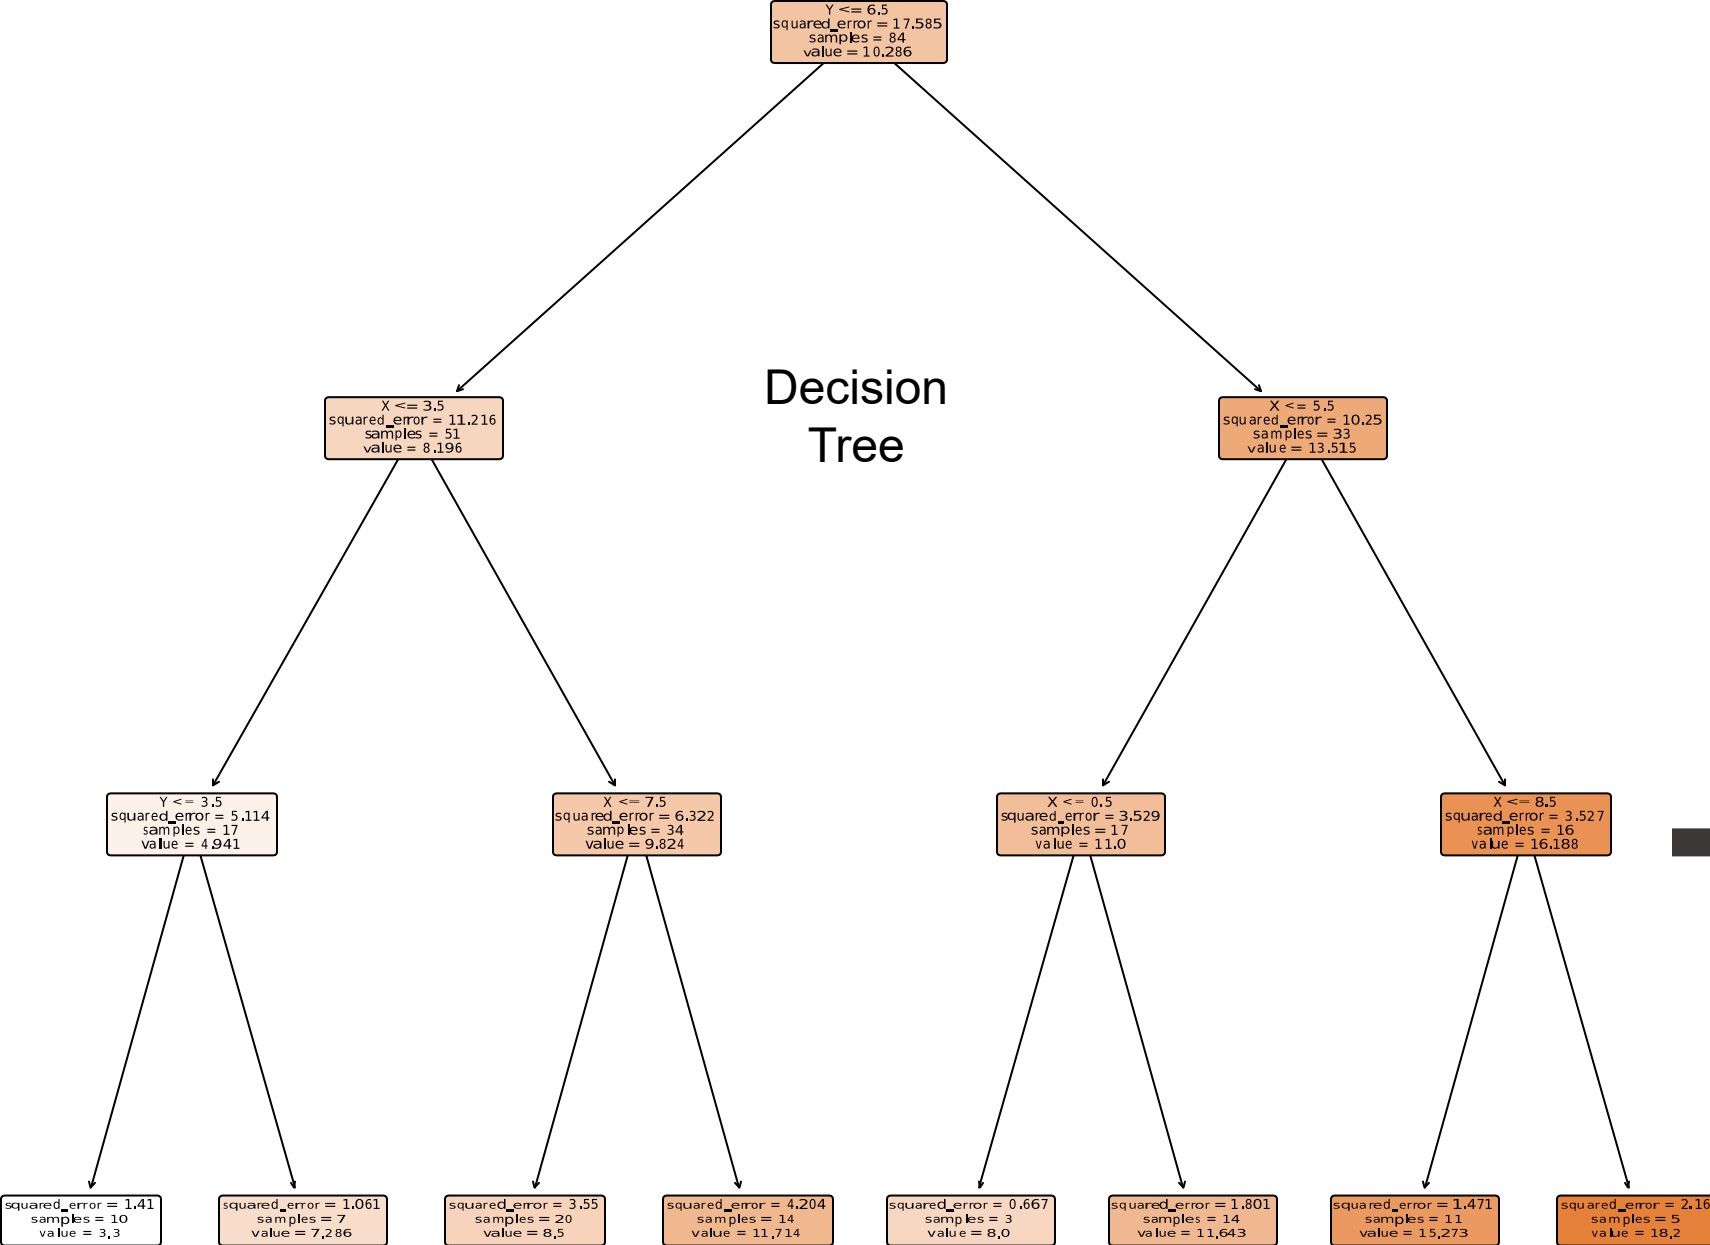 Y <= 6.5
squared_error = 17.585
samples = 84
value = 10.286
Decision
Tree
X <= 3.5
squared_error = 11.216
samples = 51
value = 8.196
X <= 5.5
squared_error = 10.25
samples = 33
value = 13.515
Y <= 3.5
squared_error = 5.114
samples = 17
value = 4.941
X <= 7.5
squared_error = 6.322
samples = 34
value = 9.824
X <= 0.5
squared_error = 3.529
samples = 17
value = 11.0
X <= 8.5
squared_error = 3.527
samples = 16
value = 16.188
squared_error = 1.41
samples = 10
value = 3.3
squared_error = 1.061
samples = 7
value = 7.286
squared_error = 3.55
samples = 20
value = 8.5
squared_error = 4.204
samples = 14
value = 11.714
squared_error = 0.667
samples = 3
value = 8.0
squared_error = 1.801
samples = 14
value = 11.643
squared_error = 1.471
samples = 11
value = 15.273
squared_error = 2.16
samples = 5
value = 18.2